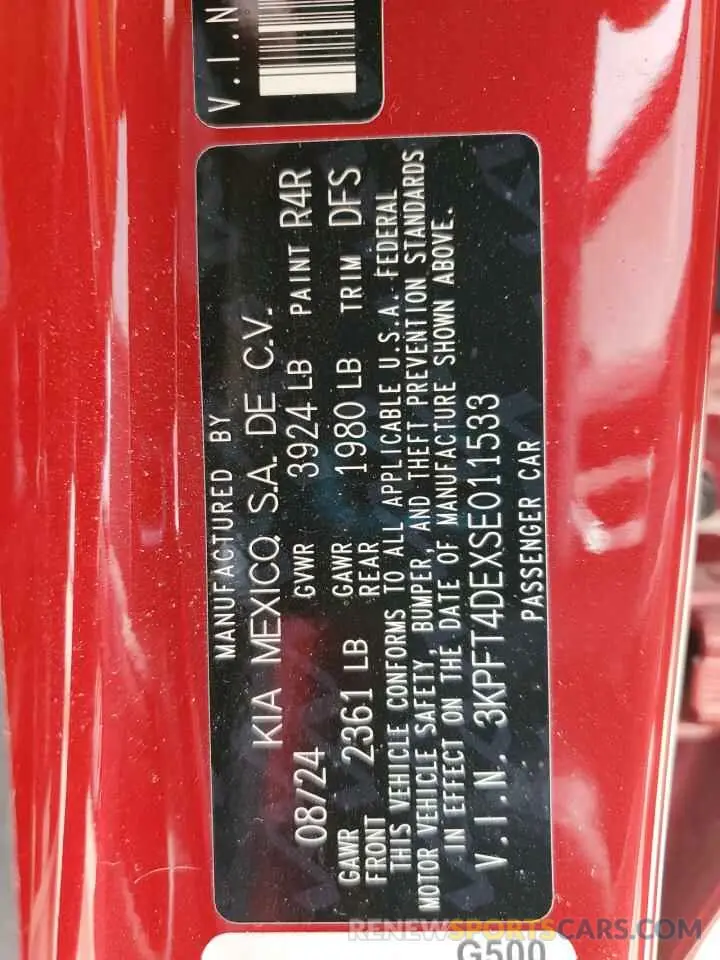 V.I.N
MANUFACTURED BY
KIA MEXICO, S.A. DE C.V.
08/24 GVWR 3924 LB PAINT R4R
GAWR FRONT 2361 LB GAWR REAR 1980 LB TRIM DFS
THIS VEHICLE CONFORMS TO ALL APPLICABLE U.S.A. FEDERAL
MOTOR VEHICLE SAFETY, BUMPER, AND THEFT PREVENTION STANDARDS
IN EFFECT ON THE DATE OF MANUFACTURE SHOWN ABOVE.
V.I.N. 3KPFT4DEXSE011533
PASSENGER CAR
G500
RENEWSPORTSCARS.COM